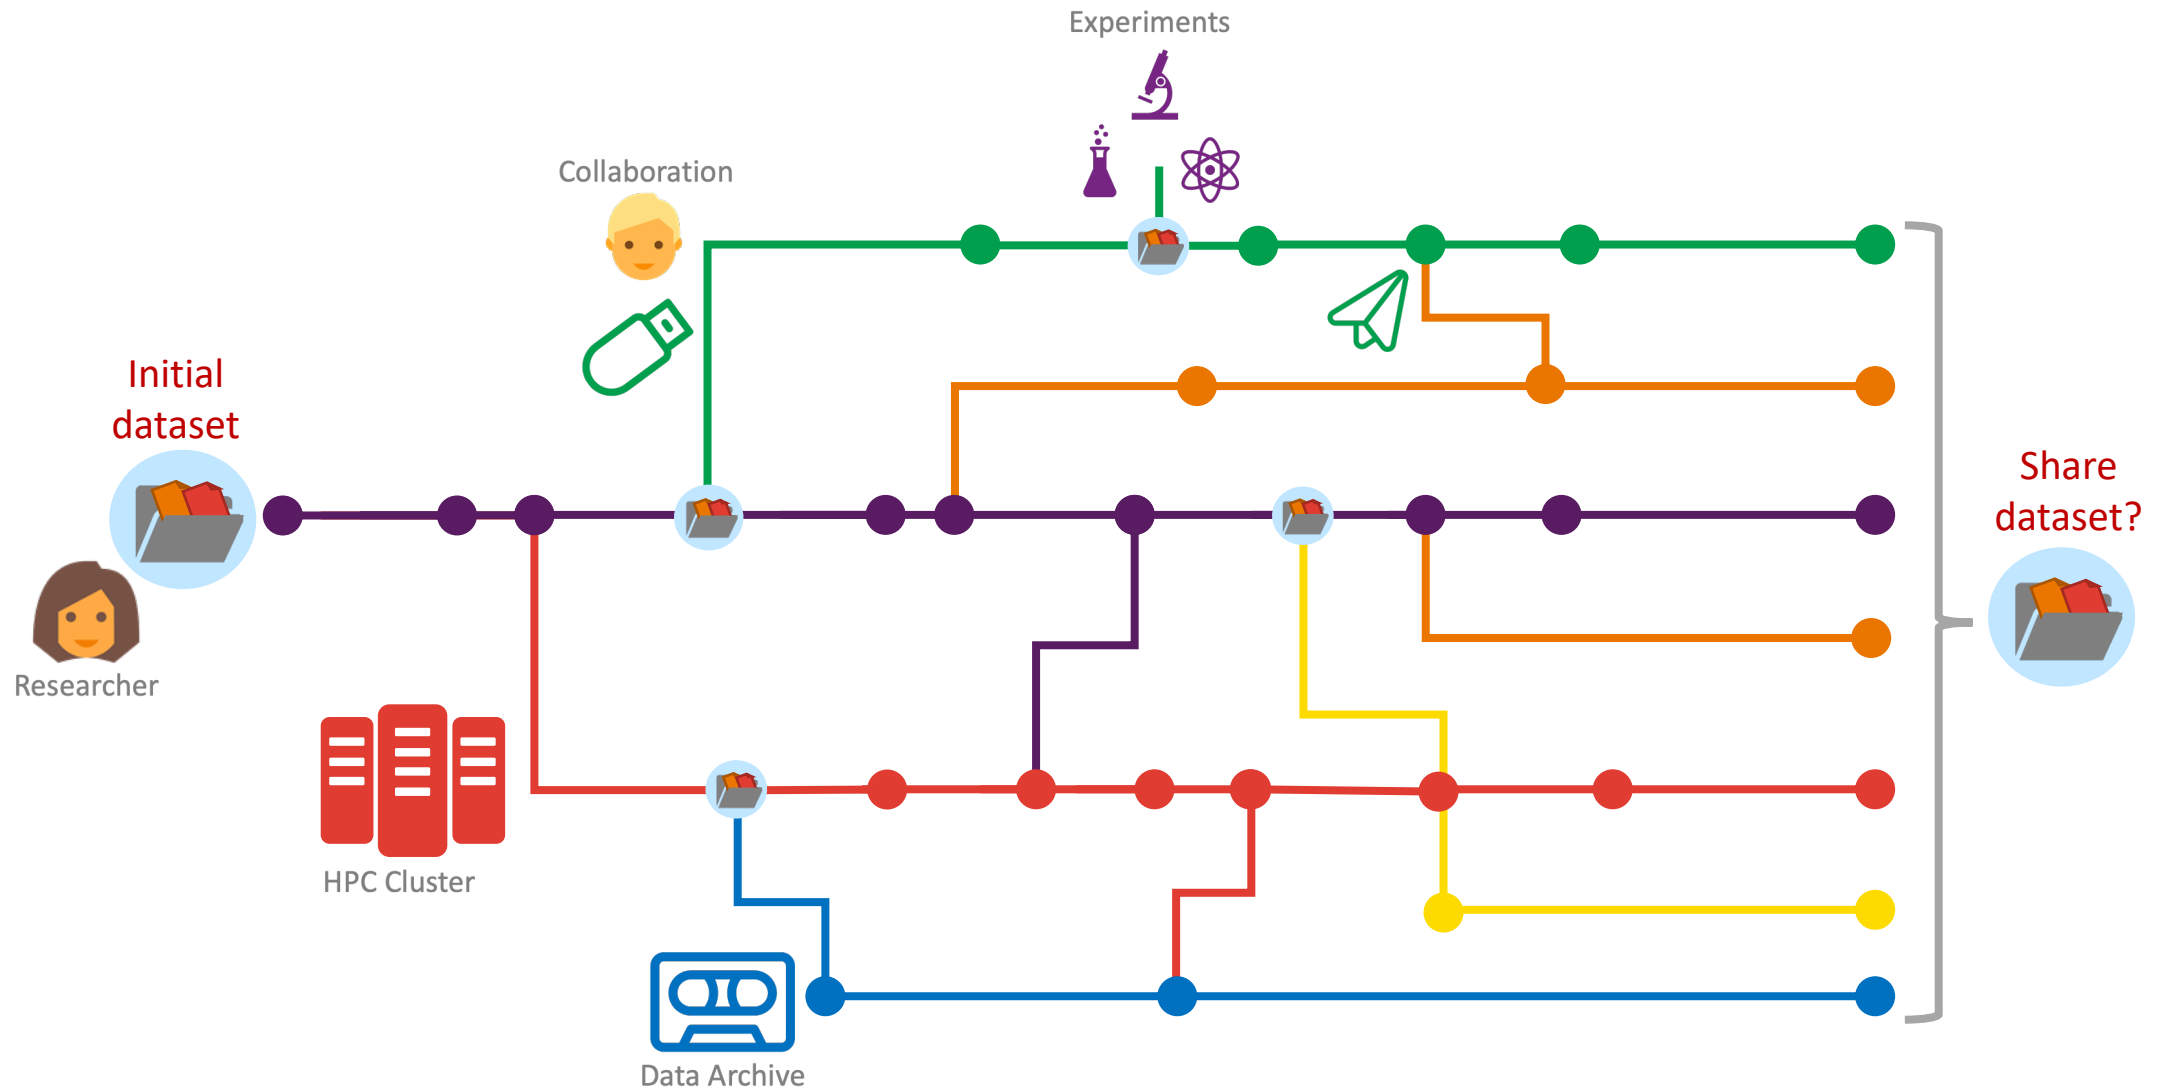 Experiments
Collaboration
Initial
dataset
Researcher
HPC Cluster
Data Archive
Share
dataset?